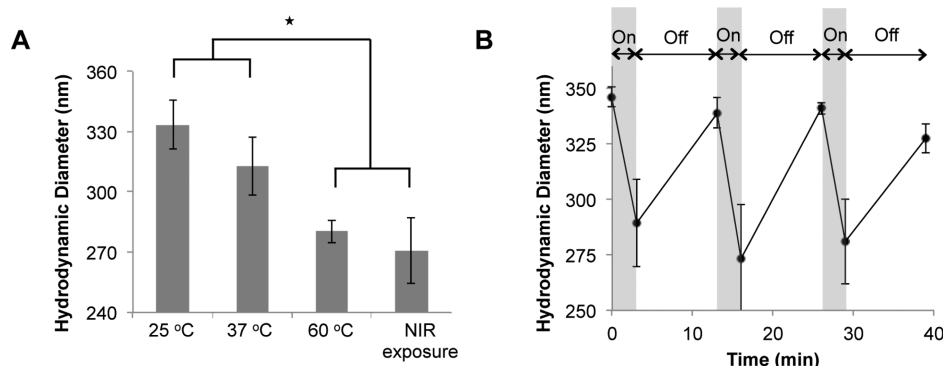 A
★
Hydrodynamic Diameter (nm)
360
330
300
270
240
25 ºC
37 ºC
60 ºC
NIR
exposure
B
On
Off
On
Off
On
Off
Hydrodynamic Diameter (nm)
350
325
300
275
250
0
10
20
30
40
Time (min)